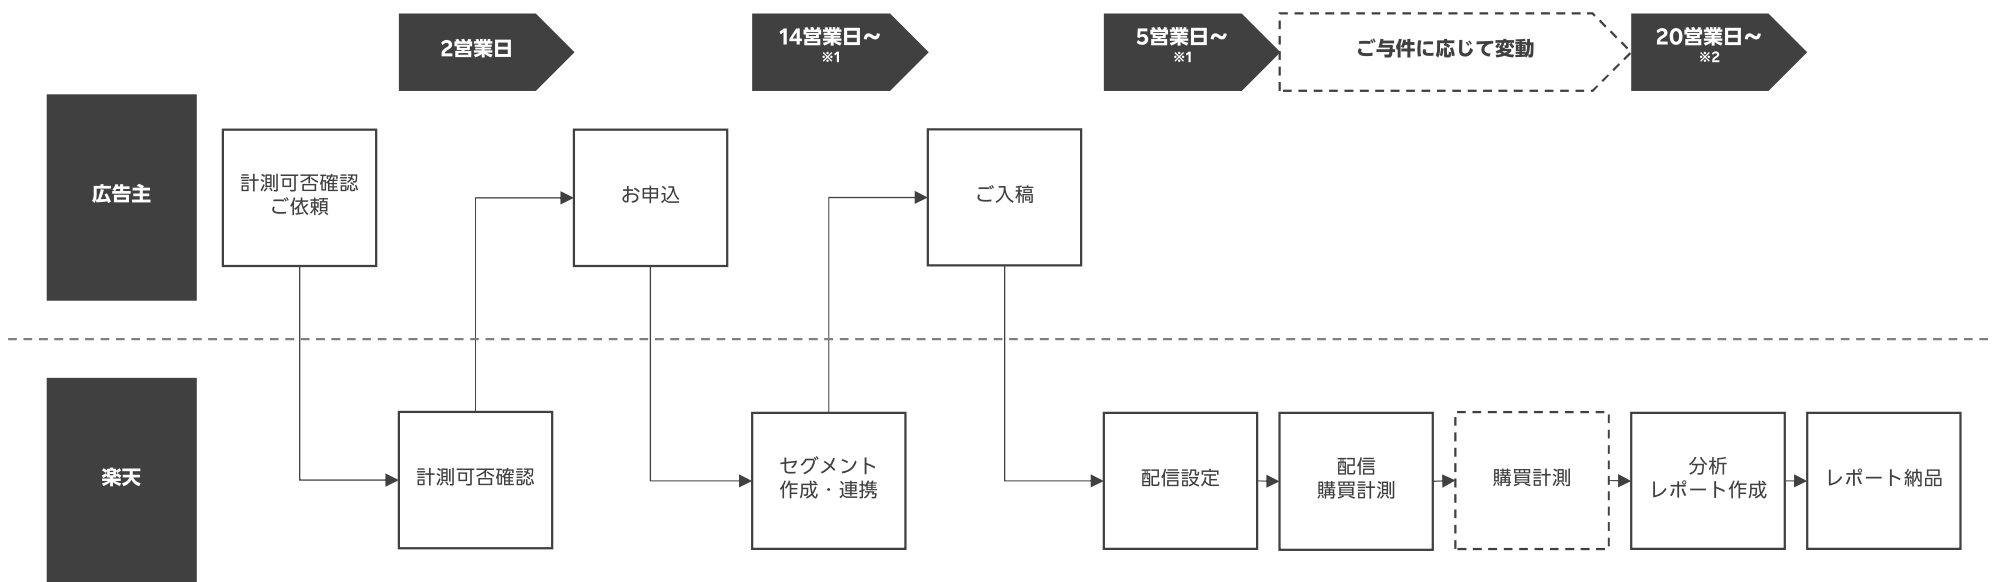 2営業日
14営業日～
※1
5営業日～
※1
ご与件に応じて変動
20営業日～
※2
広告主
計測可否確認
ご依頼
お申込
ご入稿
楽天
計測可否確認
セグメント
作成・連携
配信設定
配信
購買計測
購買計測
分析
レポート作成
レポート納品